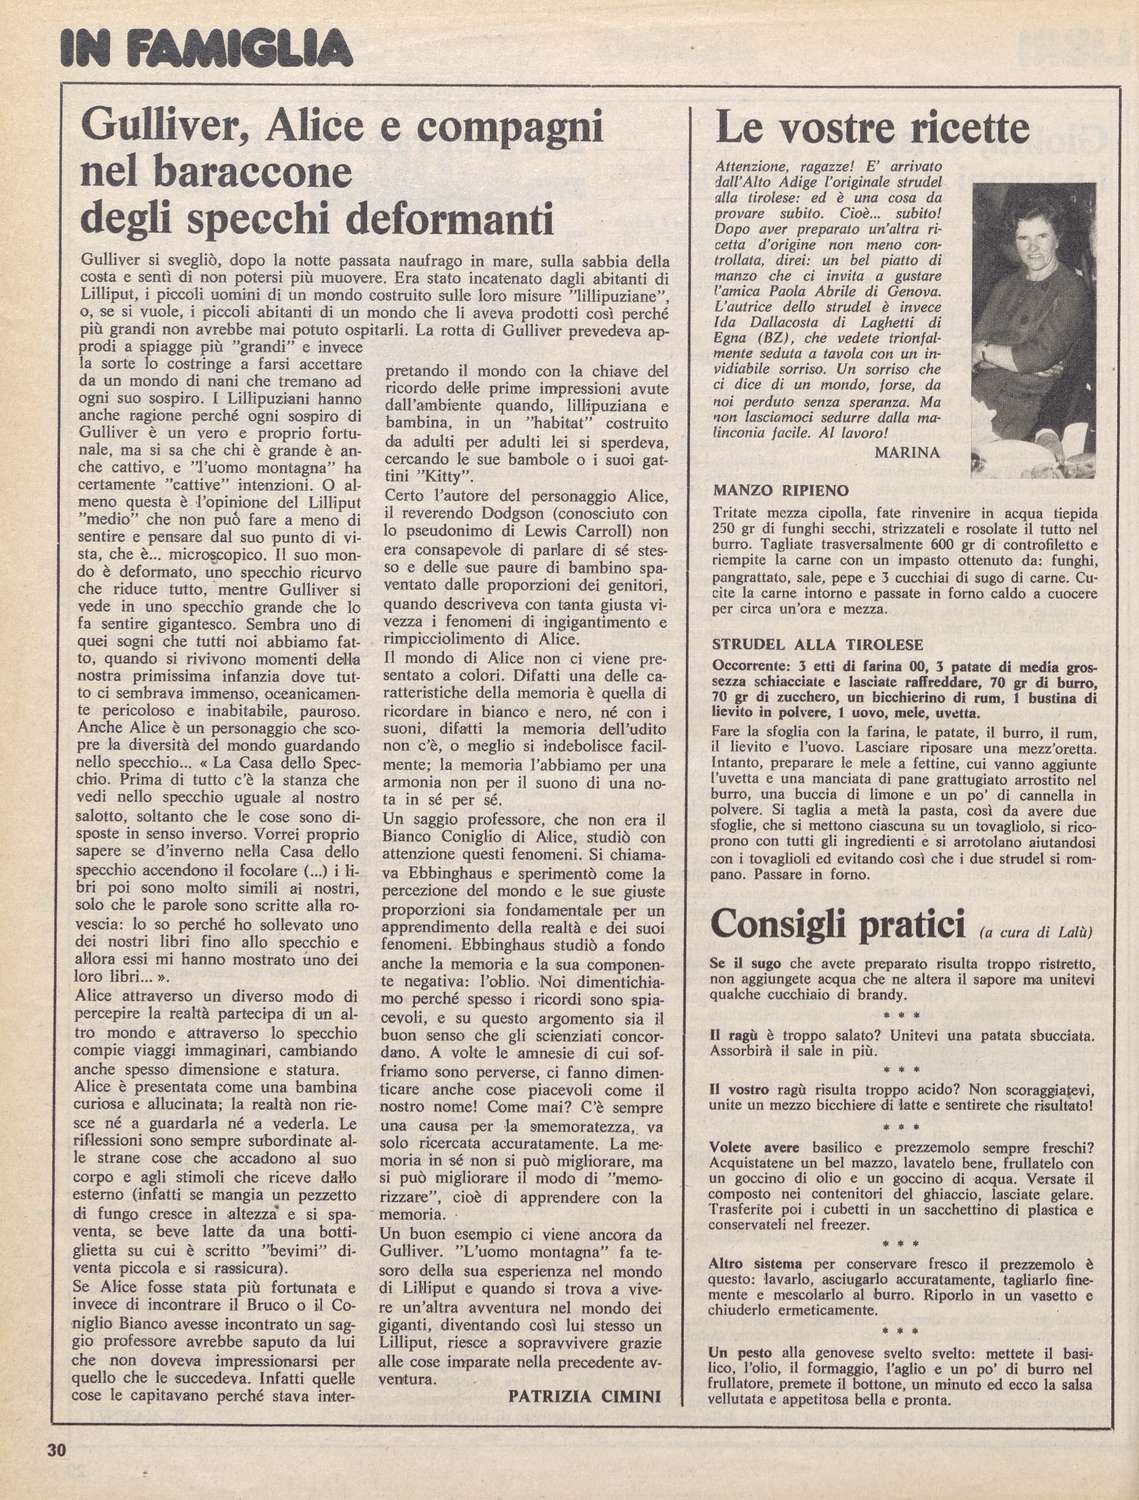 IN FAMIGLIA
Gulliver, Alice e compagni
nel baraccone
degli specchi deformanti
Gulliver si svegliò, dopo la notte passata naufrago in mare, sulla sabbia della
costa e sentì di non potersi più muovere. Era stato incatenato dagli abitanti di
Lilliput, i piccoli uomini di un mondo costruito sulle loro misure "lillipuziane",
o, se si vuole, i piccoli abitanti di un mondo che li aveva prodotti così perché
più grandi non avrebbe mai potuto ospitarli. La rotta di Gulliver prevedeva ap-
prodi a spiagge più "grandi" e invece
la sorte lo costringe a farsi accettare
da un mondo di nani che tremano ad
ogni suo sospiro. I Lillipuziani hanno
anche ragione perché ogni sospiro di
Gulliver è un vero e proprio fortu-
nale, ma si sa che chi è grande è an-
che cattivo, e "l'uomo montagna" ha
certamente "cattive" intenzioni. O al-
meno questa è l'opinione del Lilliput
"medio" che non può fare a meno di
sentire e pensare dal suo punto di vi-
sta, che è... microscopico. Il suo mon-
do è deformato, uno specchio ricurvo
che riduce tutto, mentre Gulliver si
vede in uno specchio grande che lo
fa sentire gigantesco. Sembra uno di
quei sogni che tutti noi abbiamo fat-
to, quando si rivivono momenti della
nostra primissima infanzia dove tut-
to ci sembrava immenso, oceanicamen-
te pericoloso e inabitabile, pauroso.
Anche Alice è un personaggio che sco-
pre la diversità del mondo guardando
nello specchio... « La Casa dello Spec-
chio. Prima di tutto c'è la stanza che
vedi nello specchio uguale al nostro
salotto, soltanto che le cose sono di-
sposte in senso inverso. Vorrei proprio
sapere se d'inverno nella Casa dello
specchio accendono il focolare (...) i li-
bri poi sono molto simili ai nostri,
solo che le parole sono scritte alla ro-
vescia: lo so perché ho sollevato uno
dei nostri libri fino allo specchio e
allora essi mi hanno mostrato uno dei
loro libri... ».
Alice attraverso un diverso modo di
percepire la realtà partecipa di un al-
tro mondo e attraverso lo specchio
compie viaggi immaginari, cambiando
anche spesso dimensione e statura.
Alice è presentata come una bambina
curiosa e allucinata; la realtà non rie-
sce né a guardarla né a vederla. Le
riflessioni sono sempre subordinate al-
le strane cose che accadono al suo
corpo e agli stimoli che riceve dallo
esterno (infatti se mangia un pezzetto
di fungo cresce in altezza e si spa-
venta, se beve latte da una botti-
glietta su cui è scritto "bevimi" di-
venta piccola e si rassicura).
Se Alice fosse stata più fortunata e
invece di incontrare il Bruco o il Co-
niglio Bianco avesse incontrato un sag-
gio professore avrebbe saputo da lui
che non doveva impressionarsi per
quello che le succedeva. Infatti quelle
cose le capitavano perché stava inter-
pretando il mondo con la chiave del
ricordo delle prime impressioni avute
dall'ambiente quando, lillipuziana e
bambina, in un "habitat" costruito
da adulti per adulti lei si sperdeva,
cercando le sue bambole o i suoi gat-
tini "Kitty".
Certo l'autore del personaggio Alice,
il reverendo Dodgson (conosciuto con
lo pseudonimo di Lewis Carroll) non
era consapevole di parlare di sé stes-
so e delle sue paure di bambino spa-
ventato dalle proporzioni dei genitori,
quando descriveva con tanta giusta vi-
vezza i fenomeni di ingigantimento e
rimpicciolimento di Alice.
Il mondo di Alice non ci viene pre-
sentato a colori. Difatti una delle ca-
ratteristiche della memoria è quella di
ricordare in bianco e nero, né con i
suoni, difatti la memoria dell'udito
non c'è, o meglio si indebolisce facil-
mente; la memoria l'abbiamo per una
armonia non per il suono di una no-
ta in sé per sé.
Un saggio professore, che non era il
Bianco Coniglio di Alice, studiò con
attenzione questi fenomeni. Si chiama-
va Ebbinghaus e sperimentò come la
percezione del mondo e le sue giuste
proporzioni sia fondamentale per un
apprendimento della realtà e dei suoi
fenomeni. Ebbinghaus studiò a fondo
anche la memoria e la sua componen-
te negativa: l'oblio. Noi dimentichia-
mo perché spesso i ricordi sono spia-
cevoli, e su questo argomento sia il
buon senso che gli scienziati concor-
dano. A volte le amnesie di cui sof-
friamo sono perverse, ci fanno dimen-
ticare anche cose piacevoli come il
nostro nome! Come mai? C'è sempre
una causa per la smemoratezza, va
solo ricercata accuratamente. La me-
moria in sé non si può migliorare, ma
si può migliorare il modo di "memo-
rizzare", cioè di apprendere con la
memoria.
Un buon esempio ci viene ancora da
Gulliver. "L'uomo montagna" fa te-
soro della sua esperienza nel mondo
di Lilliput e quando si trova a vive-
re un'altra avventura nel mondo dei
giganti, diventando così lui stesso un
Lilliput, riesce a sopravvivere grazie
alle cose imparate nella precedente av-
ventura.
PATRIZIA CIMINI
Le vostre ricette
Attenzione, ragazze! E' arrivato
dall'Alto Adige l'originale strudel
alla tirolese: ed è una cosa da
provare subito. Cioè... subito!
Dopo aver preparato un'altra ri-
cetta d'origine non meno con-
trollata, direi: un bel piatto di
manzo che ci invita a gustare
l'amica Paola Abrile di Genova.
L'autrice dello strudel è invece
Ida Dallacosta di Laghetti di
Egna (BZ), che vedete trionfal-
mente seduta a tavola con un in-
vidiabile sorriso. Un sorriso che
ci dice di un mondo, forse, da
noi perduto senza speranza. Ma
non lasciamoci sedurre dalla ma-
linconia facile. Al lavoro!
MARINA
MANZO RIPIENO
Tritate mezza cipolla, fate rinvenire in acqua tiepida
250 gr di funghi secchi, strizzateli e rosolate il tutto nel
burro. Tagliate trasversalmente 600 gr di controfiletto e
riempite la carne con un impasto ottenuto da: funghi,
pangrattato, sale, pepe e 3 cucchiai di sugo di carne. Cu-
cite la carne intorno e passate in forno caldo a cuocere
per circa un'ora e mezza.
STRUDEL ALLA TIROLESE
Occorrente: 3 etti di farina 00, 3 patate di media gros-
sezza schiacciate e lasciate raffreddare, 70 gr di burro,
70 gr di zucchero, un bicchierino di rum, 1 bustina di
lievito in polvere, 1 uovo, mele, uvetta.
Fare la sfoglia con la farina, le patate, il burro, il rum,
il lievito e l'uovo. Lasciare riposare una mezz'oretta.
Intanto, preparare le mele a fettine, cui vanno aggiunte
l'uvetta e una manciata di pane grattugiato arrostito nel
burro, una buccia di limone e un po' di cannella in
polvere. Si taglia a metà la pasta, così da avere due
sfoglie, che si mettono ciascuna su un tovagliolo, si rico-
prono con tutti gli ingredienti e si arrotolano aiutandosi
con i tovaglioli ed evitando così che i due strudel si rom-
pano. Passare in forno.
Consigli pratici (a cura di Lalù)
Se il sugo che avete preparato risulta troppo ristretto,
non aggiungete acqua che ne altera il sapore ma unitevi
qualche cucchiaio di brandy.
* * *
Il ragù è troppo salato? Unitevi una patata sbucciata.
Assorbirà il sale in più.
* * *
Il vostro ragù risulta troppo acido? Non scoraggiatevi,
unite un mezzo bicchiere di latte e sentirete che risultato!
* * *
Volete avere basilico e prezzemolo sempre freschi?
Acquistatene un bel mazzo, lavatelo bene, frullatelo con
un goccino di olio e un goccino di acqua. Versate il
composto nei contenitori del ghiaccio, lasciate gelare.
Trasferite poi i cubetti in un sacchettino di plastica e
conservateli nel freezer.
* * *
Altro sistema per conservare fresco il prezzemolo è
questo: lavarlo, asciugarlo accuratamente, tagliarlo fine-
mente e mescolarlo al burro. Riporlo in un vasetto e
chiuderlo ermeticamente.
* * *
Un pesto alla genovese svelto svelto: mettete il basi-
lico, l'olio, il formaggio, l'aglio e un po' di burro nel
frullatore, premete il bottone, un minuto ed ecco la salsa
vellutata e appetitosa bella e pronta.
30